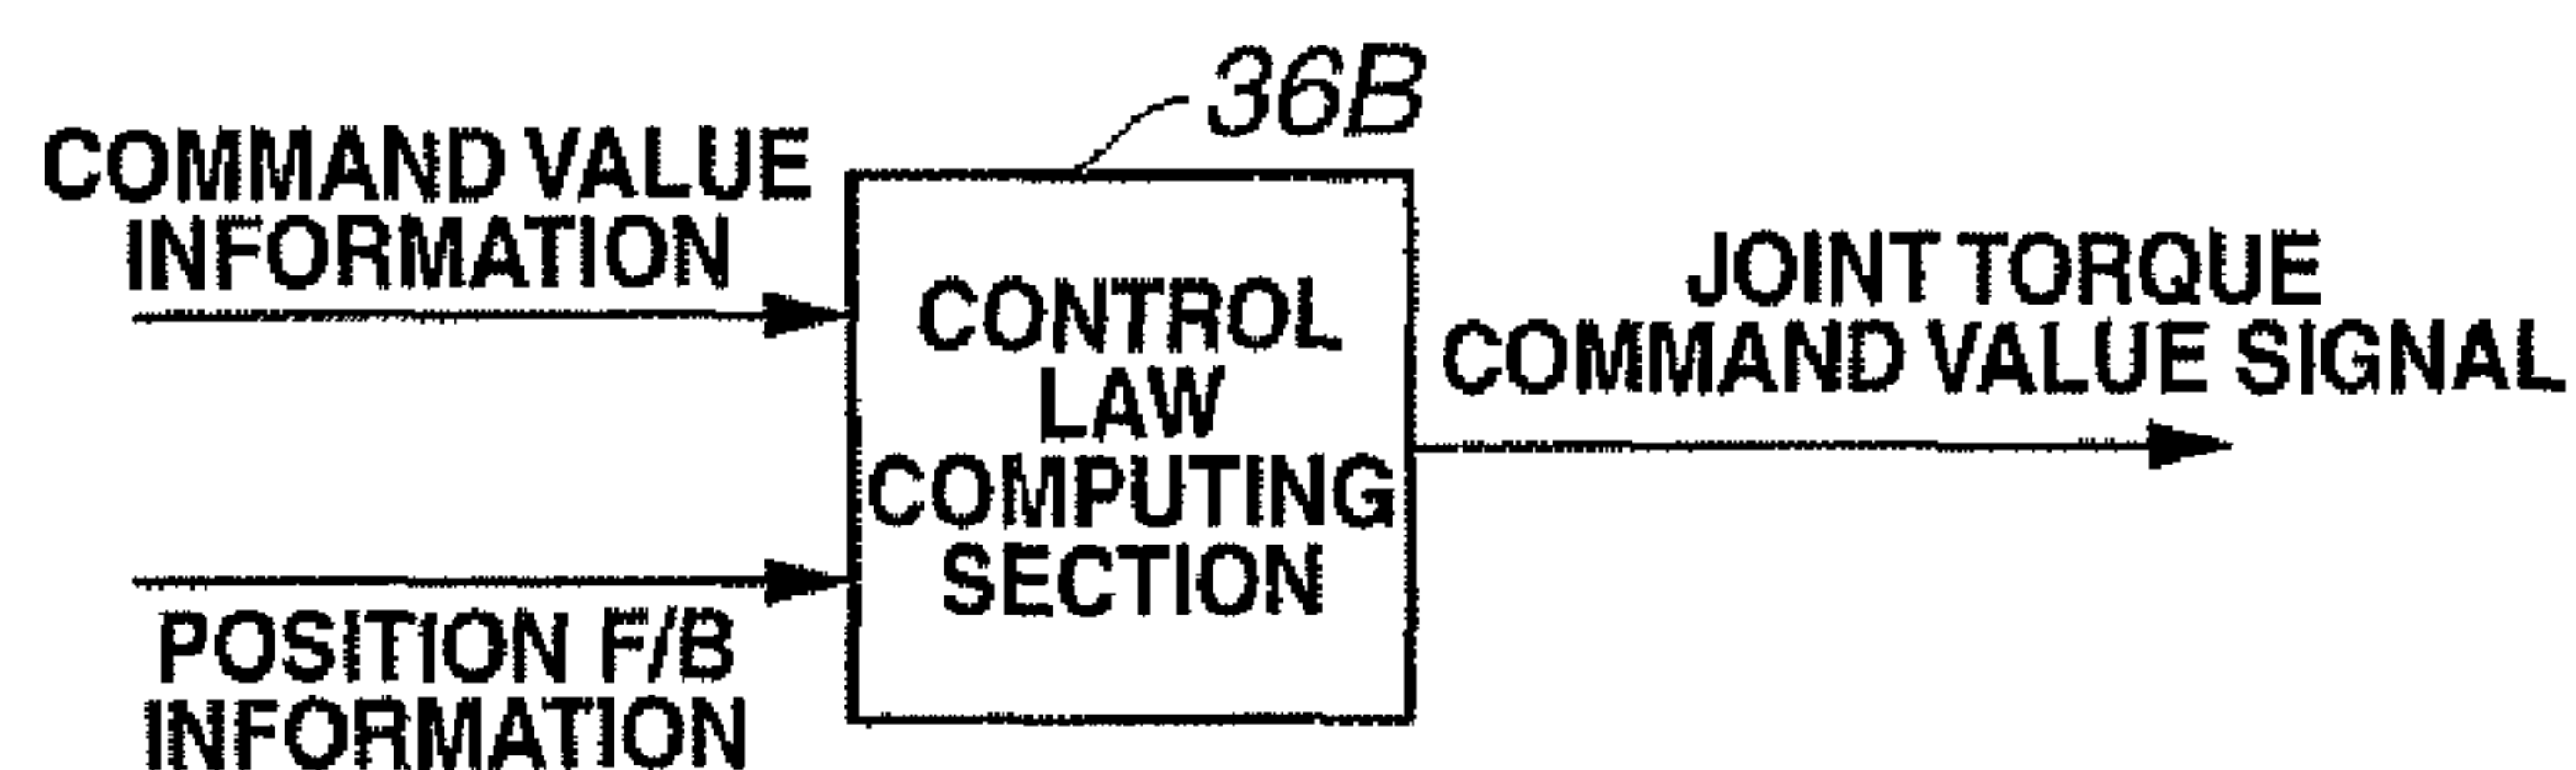 36B
COMMAND VALUE
INFORMATION
CONTROL
LAW
COMPUTING
SECTION
JOINT TORQUE
COMMAND VALUE SIGNAL
POSITION F/B
INFORMATION